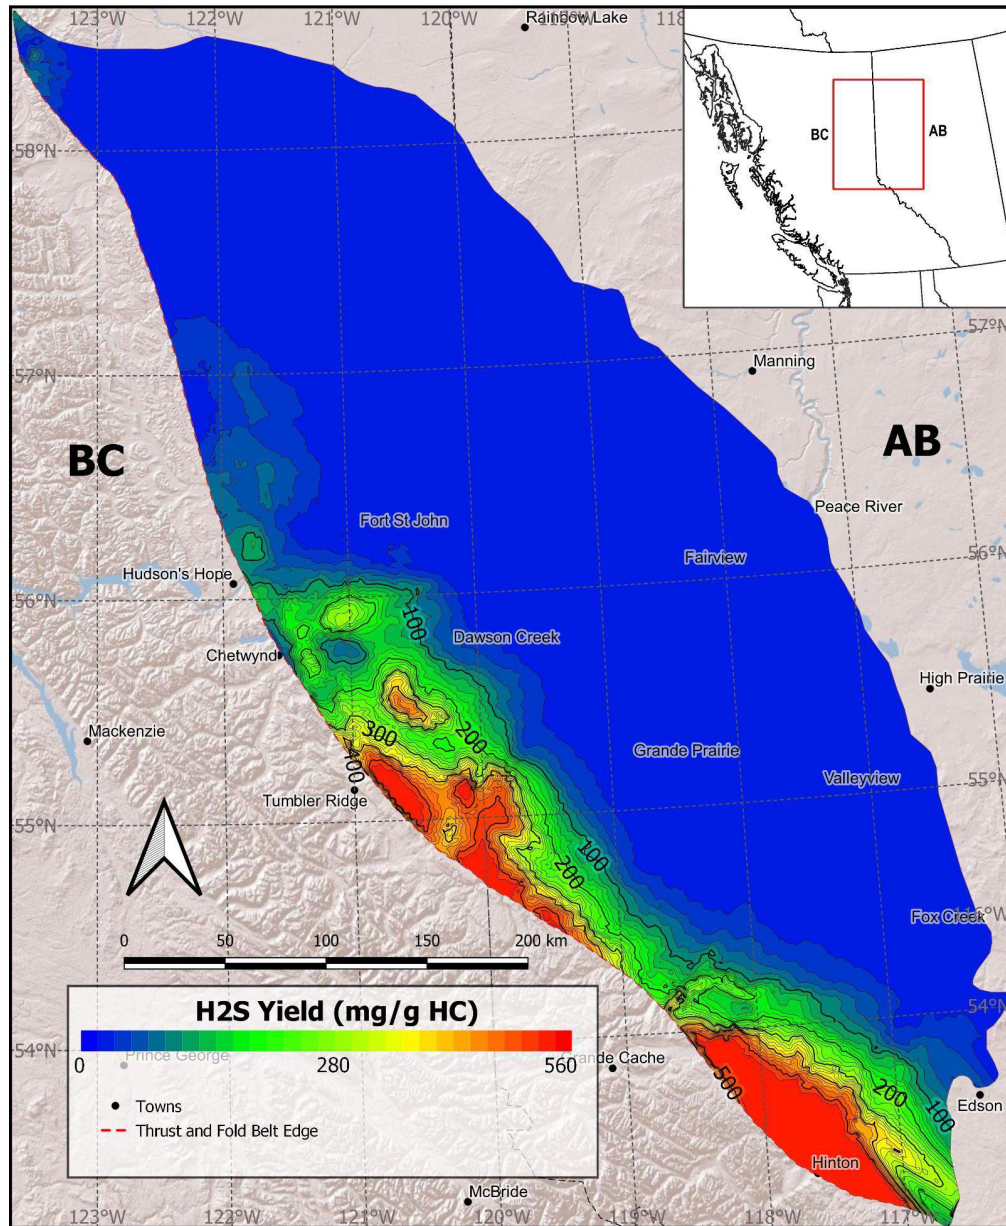 123°W
122°W
121°W
120°W
Rainbow Lake
119°W
118°
BC
AB
58°N
57°N
Manning
57°N
BC
AB
Peace River
Fort St John
Fairview
56°N
Hudson's Hope
56°N
100
Dawson Creek
Chetwynd
High Prairie
Mackenzie
300
200
Grande Prairie
400
Valleyview
55°N
Tumbler Ridge
55°N
100
200
Fox Creek
0 50 100 150 200 km
54°N
H2S Yield (mg/g HC)
54°N
Prince George
0 280 560
Grande Cache
500
200
100
Towns
Edson
Thrust and Fold Belt Edge
Hinton
McBride
123°W
122°W
121°W
120°W
119°W
118°W
117°W